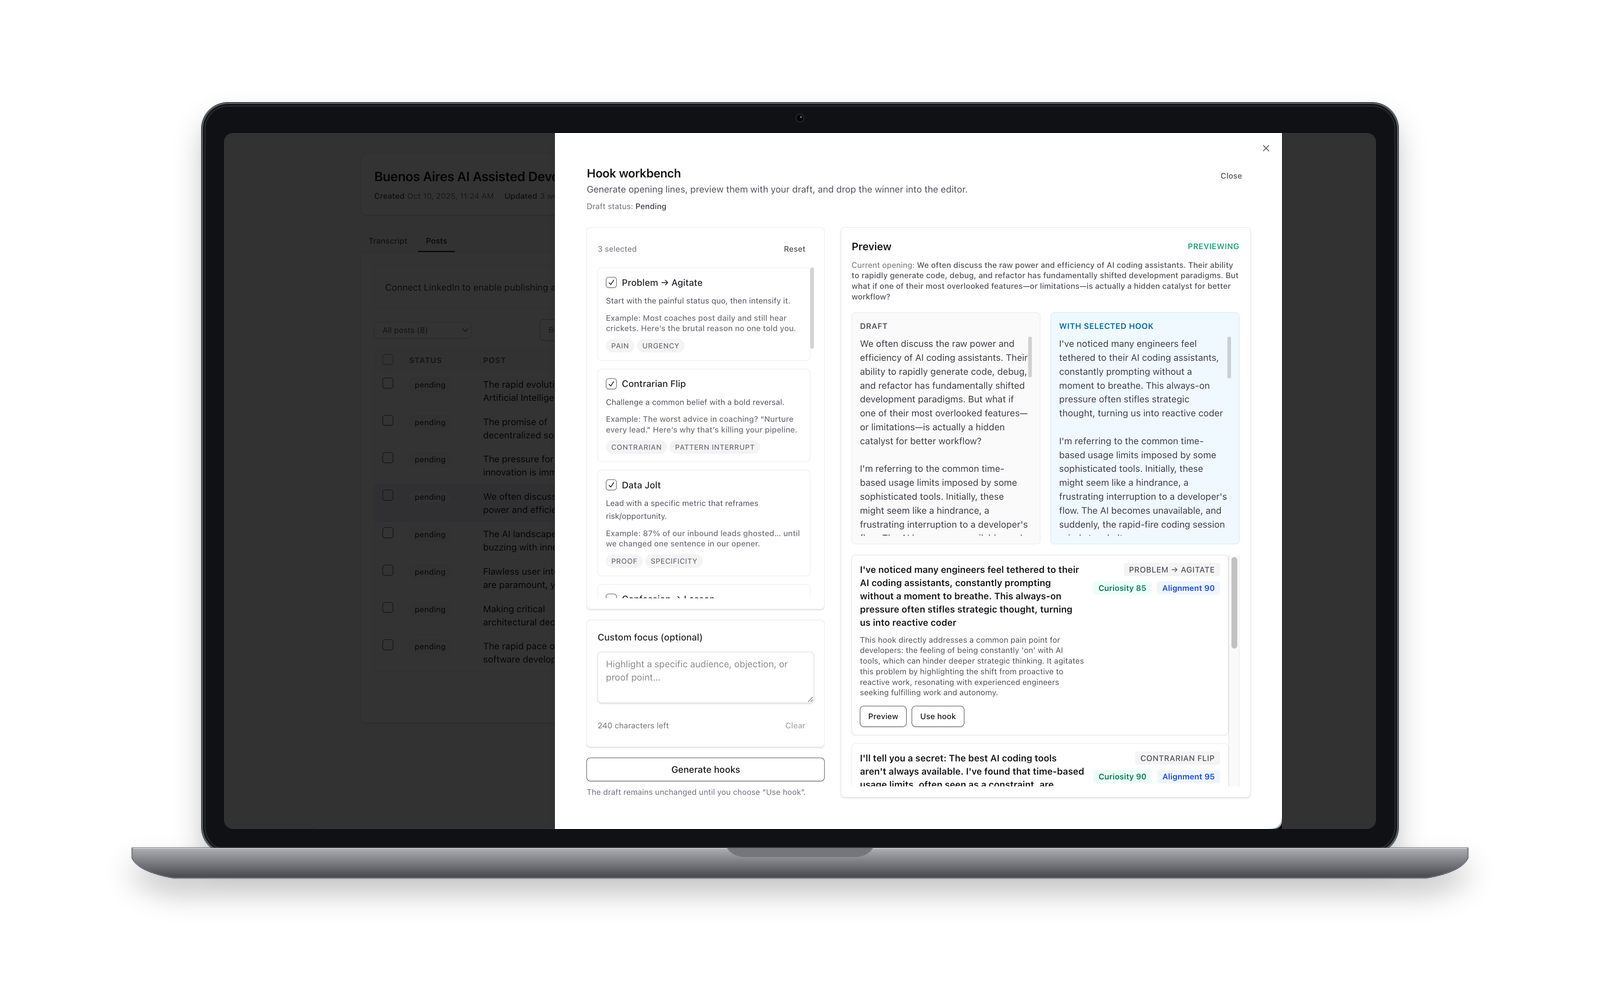 Buenos Aires AI Assisted Deve
Created Oct 10, 2025, 11:24 AM Updated 3 w
Transcript Posts
Connect LinkedIn to enable publishing a
All posts (8)
STATUS POST
pending
The rapid evoluti
Artificial Intellige
pending
The promise of
decentralized so
pending
The pressure for
innovation is imm
pending
We often discuss
power and efficie
pending
The AI landscape
buzzing with inno
pending
Flawless user int
are paramount, y
pending
Making critical
architectural dec
pending
The rapid pace o
software develop
Hook workbench
Generate opening lines, preview them with your draft, and drop the winner into the editor.
Draft status: Pending
Close
3 selected Reset
Problem → Agitate
Start with the painful status quo, then intensify it.
Example: Most coaches post daily and still hear
crickets. Here's the brutal reason no one told you.
PAIN URGENCY
Contrarian Flip
Challenge a common belief with a bold reversal.
Example: The worst advice in coaching? "Nurture
every lead." Here's why that's killing your pipeline.
CONTRARIAN PATTERN INTERRUPT
Data Jolt
Lead with a specific metric that reframes
risk/opportunity.
Example: 87% of our inbound leads ghosted... until
we changed one sentence in our opener.
PROOF SPECIFICITY
Confession → Lesson
Custom focus (optional)
Highlight a specific audience, objection, or
proof point...
240 characters left Clear
Generate hooks
The draft remains unchanged until you choose "Use hook".
Preview PREVIEWING
Current opening: We often discuss the raw power and efficiency of AI coding assistants. Their ability
to rapidly generate code, debug, and refactor has fundamentally shifted development paradigms. But
what if one of their most overlooked features—or limitations—is actually a hidden catalyst for better
workflow?
DRAFT
We often discuss the raw power and
efficiency of AI coding assistants. Their
ability to rapidly generate code, debug,
and refactor has fundamentally shifted
development paradigms. But what if
one of their most overlooked features—
or limitations—is actually a hidden
catalyst for better workflow?
I'm referring to the common time-
based usage limits imposed by some
sophisticated tools. Initially, these
might seem like a hindrance, a
frustrating interruption to a developer's
WITH SELECTED HOOK
I've noticed many engineers feel
tethered to their AI coding assistants,
constantly prompting without a
moment to breathe. This always-on
pressure often stifles strategic
thought, turning us into reactive coder
I'm referring to the common time-
based usage limits imposed by some
sophisticated tools. Initially, these
might seem like a hindrance, a
frustrating interruption to a developer's
flow. The AI becomes unavailable, and
suddenly, the rapid-fire coding session
I've noticed many engineers feel tethered to their
AI coding assistants, constantly prompting
without a moment to breathe. This always-on
pressure often stifles strategic thought, turning
us into reactive coder
PROBLEM → AGITATE
Curiosity 85 Alignment 90
This hook directly addresses a common pain point for
developers: the feeling of being constantly 'on' with AI
tools, which can hinder deeper strategic thinking. It agitates
this problem by highlighting the shift from proactive to
reactive work, resonating with experienced engineers
seeking fulfilling work and autonomy.
Preview Use hook
I'll tell you a secret: The best AI coding tools
aren't always available. I've found that time-based
usage limits, often seen as a constraint, are
CONTRARIAN FLIP
Curiosity 90 Alignment 95